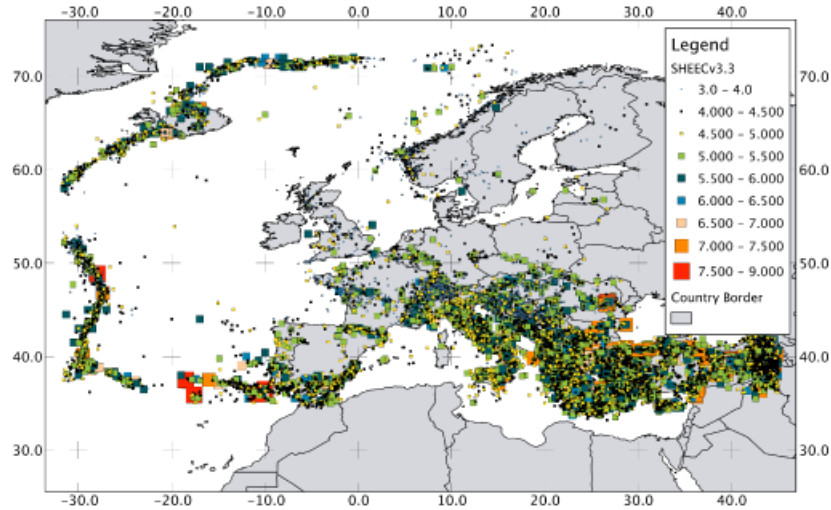 −30.0 −20.0 −10.0 0.0 10.0 20.0 30.0 40.0
70.0 70.0
60.0 60.0
50.0 50.0
40.0 40.0
30.0 30.0
−30.0 −20.0 −10.0 0.0 10.0 20.0 30.0 40.0
Legend
SHEECv3.3
3.0 – 4.0
4.000 – 4.500
4.500 – 5.000
5.000 – 5.500
5.500 – 6.000
6.000 – 6.500
6.500 – 7.000
7.000 – 7.500
7.500 – 9.000
Country Border